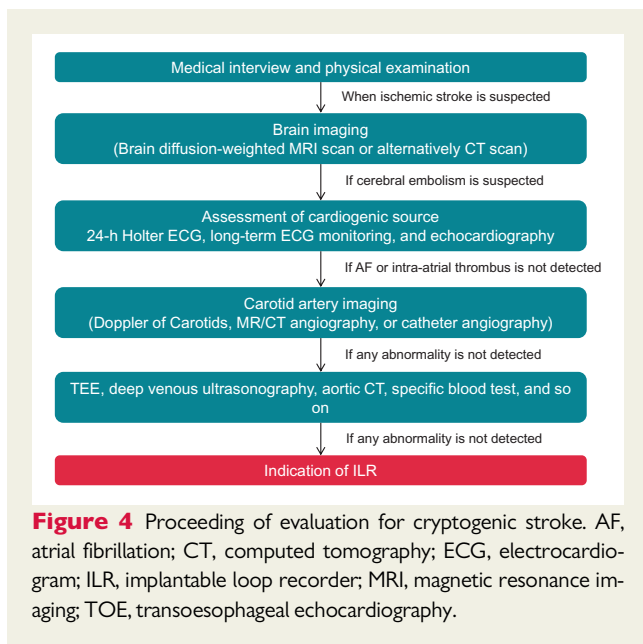 Medical interview and physical examination
When ischemic stroke is suspected
Brain imaging
(Brain diffusion-weighted MRI scan or alternatively CT scan)
If cerebral embolism is suspected
Assessment of cardiogenic source
24-h Holter ECG, long-term ECG monitoring, and echocardiography
If AF or intra-atrial thrombus is not detected
Carotid artery imaging
(Doppler of Carotids, MR/CT angiography, or catheter angiography)
If any abnormality is not detected
TEE, deep venous ultrasonography, aortic CT, specific blood test, and so
on
If any abnormality is not detected
Indication of ILR
Figure 4 Proceeding of evaluation for cryptogenic stroke. AF,
atrial fibrillation; CT, computed tomography; ECG, electrocardio-
gram; ILR, implantable loop recorder; MRI, magnetic resonance im-
aging; TOE, transoesophageal echocardiography.